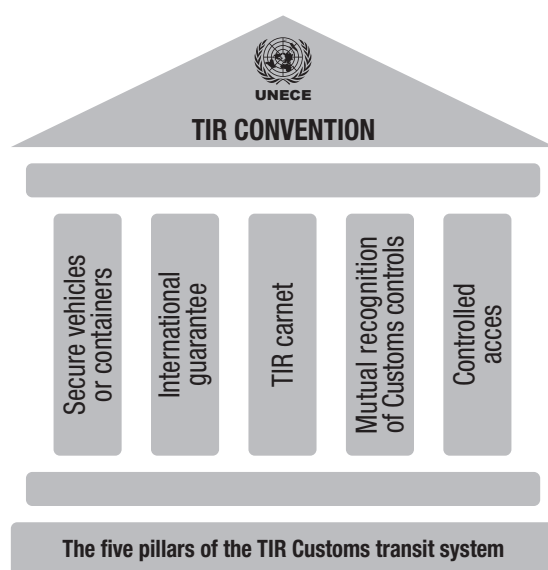 UNECE
TIR CONVENTION
Secure vehicles
or containers
International
guarantee
TIR carnet
Mutual recognition
of Customs controls
Controlled
acces
The five pillars of the TIR Customs transit system